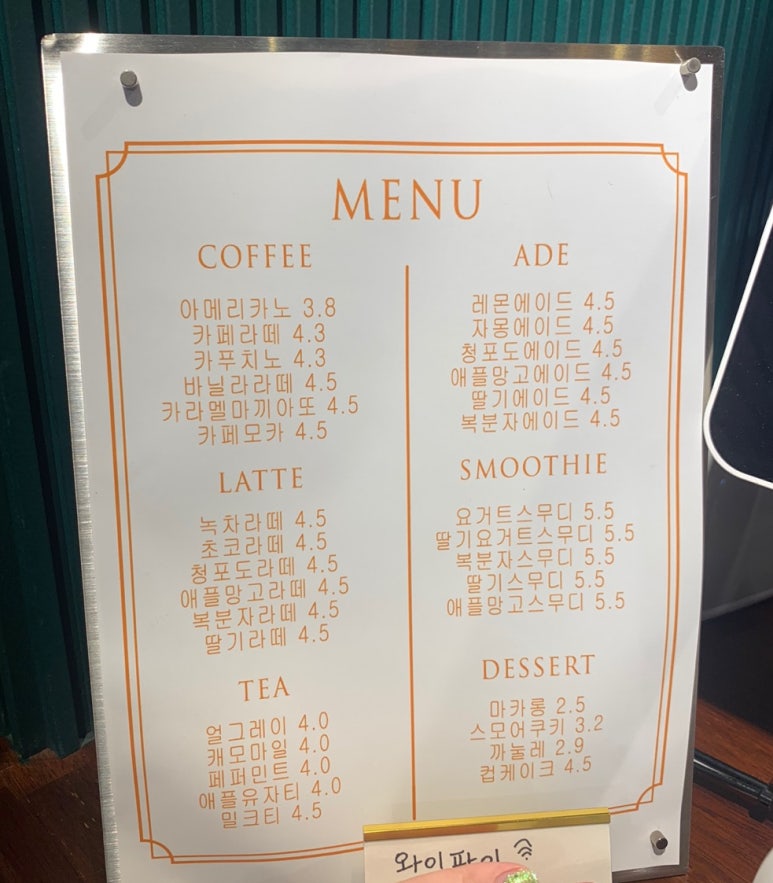 MENU
COFFEE
아메리카노 3.8
카페라떼 4.3
카푸치노 4.3
바닐라라떼 4.5
카라멜마끼아또 4.5
카페모카 4.5
LATTE
녹차라떼 4.5
초코라떼 4.5
청포도라떼 4.5
애플망고라떼 4.5
복분자라떼 4.5
딸기라떼 4.5
TEA
얼그레이 4.0
캐모마일 4.0
페퍼민트 4.0
애플유자티 4.0
밀크티 4.5
ADE
레몬에이드 4.5
자몽에이드 4.5
청포도에이드 4.5
애플망고에이드 4.5
딸기에이드 4.5
복분자에이드 4.5
SMOOTHIE
요거트스무디 5.5
딸기요거트스무디 5.5
복분자스무디 5.5
딸기스무디 5.5
애플망고스무디 5.5
DESSERT
마카롱 2.5
스모어쿠키 3.2
까눌레 2.9
컵케이크 4.5
와이파이